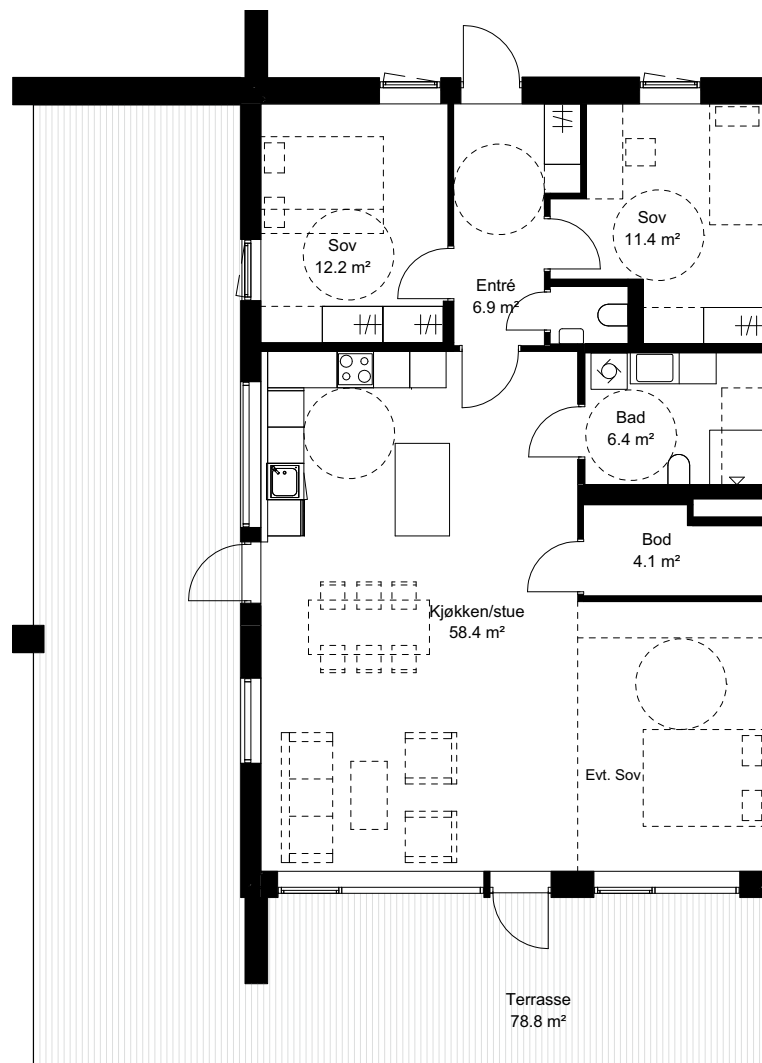 Sov
12.2 m²
Entré
6.9 m²
Sov
11.4 m²
Bad
6.4 m²
Bod
4.1 m²
Kjøkken/stue
58.4 m²
Evt. Sov
Terrasse
78.8 m²